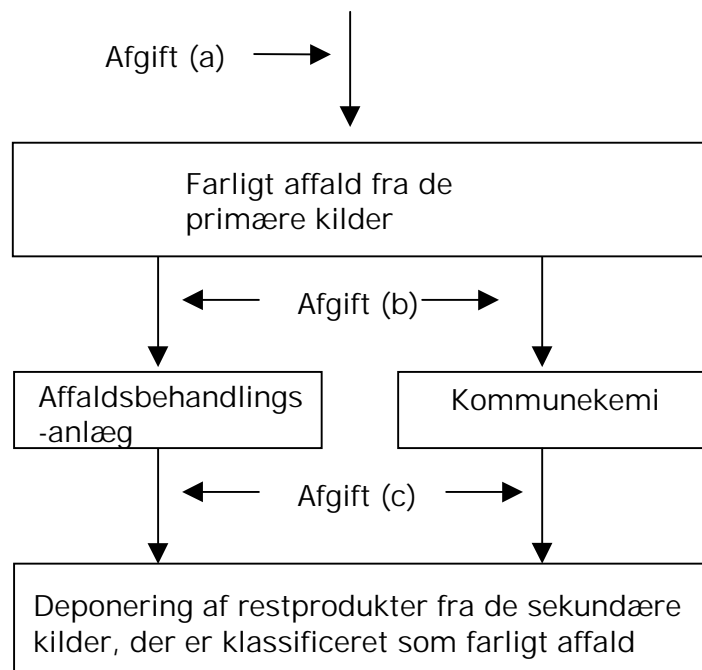 Afgift (a)
Farligt affald fra de
primære kilder
Afgift (b)
Affaldsbehandlings
-anlæg
Kommunekemi
Afgift (c)
Deponering af restprodukter fra de sekundære
kilder, der er klassificeret som farligt affald